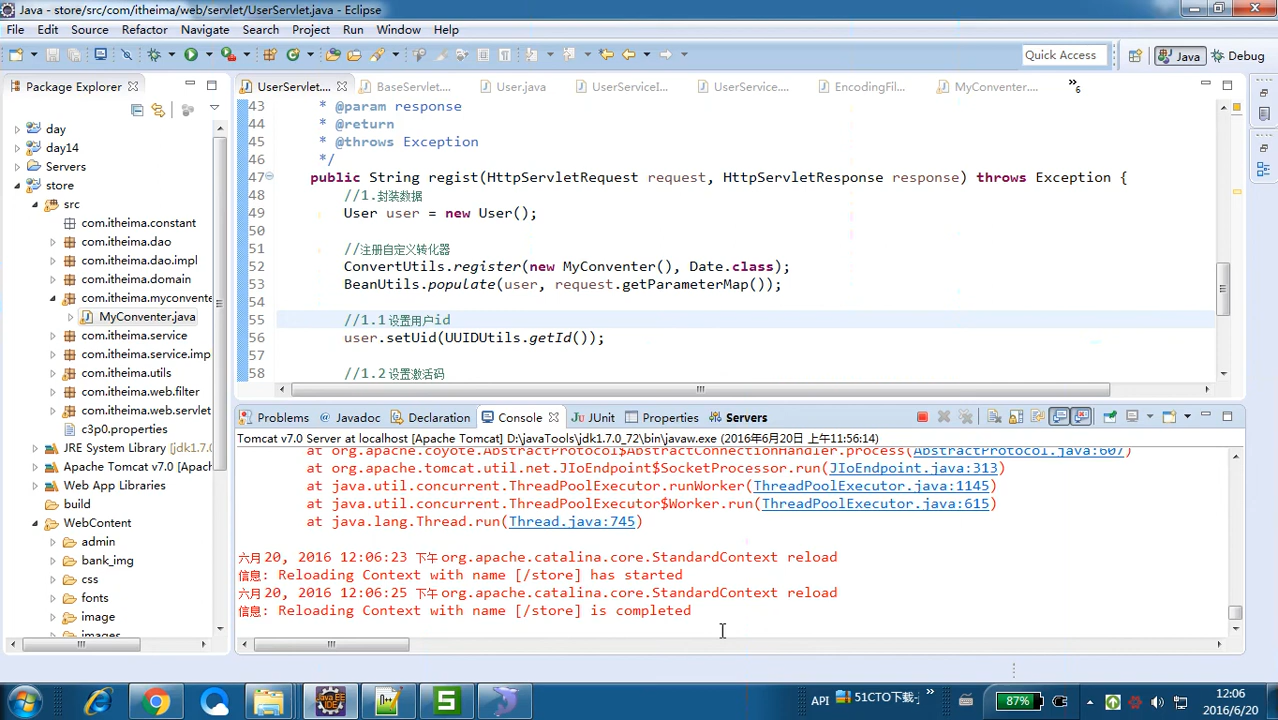 Java - store/src/com/itheima/web/servlet/UserServlet.java - Eclipse
File Edit Source Refactor Navigate Search Project Run Window Help
Quick Access
Java
Debug
Package Explorer
day
day14
Servers
store
src
com.itheima.constant
com.itheima.dao
com.itheima.dao.impl
com.itheima.domain
com.itheima.myconvente
MyConventer.java
com.itheima.service
com.itheima.service.imp
com.itheima.utils
com.itheima.web.filter
com.itheima.web.servlet
c3p0.properties
JRE System Library [jdk1.7.0
Apache Tomcat v7.0 [Apac
Web App Libraries
build
WebContent
admin
bank_img
css
fonts
image
images
UserServlet.... BaseServlet.... User.java UserServiceI... UserService.... EncodingFil... MyConventer.... »6
43 * @param response
44 * @return
45 * @throws Exception
46 */
47 public String regist(HttpServletRequest request, HttpServletResponse response) throws Exception {
48 //1.封装数据
49 User user = new User();
50
51 //注册自定义转化器
52 ConvertUtils.register(new MyConventer(), Date.class);
53 BeanUtils.populate(user, request.getParameterMap());
54
55 //1.1设置用户id
56 user.setUid(UUIDUtils.getId());
57
58 //1.2设置激活码
Problems @ Javadoc Declaration Console JUnit Properties Servers
Tomcat v7.0 Server at localhost [Apache Tomcat] D:\javaTools\jdk1.7.0_72\bin\javaw.exe (2016年6月20日 上午11:56:14)
at org.apache.coyote.AbstractProtocol$AbstractConnectionHandler.process(AbstractProtocol.java:607)
at org.apache.tomcat.util.net.JIoEndpoint$SocketProcessor.run(JIoEndpoint.java:313)
at java.util.concurrent.ThreadPoolExecutor.runWorker(ThreadPoolExecutor.java:1145)
at java.util.concurrent.ThreadPoolExecutor$Worker.run(ThreadPoolExecutor.java:615)
at java.lang.Thread.run(Thread.java:745)
六月 20, 2016 12:06:23 下午 org.apache.catalina.core.StandardContext reload
信息: Reloading Context with name [/store] has started
六月 20, 2016 12:06:25 下午 org.apache.catalina.core.StandardContext reload
信息: Reloading Context with name [/store] is completed
Java EE
IDE
API
51CTO下载-
»
87%
12:06
2016/6/20